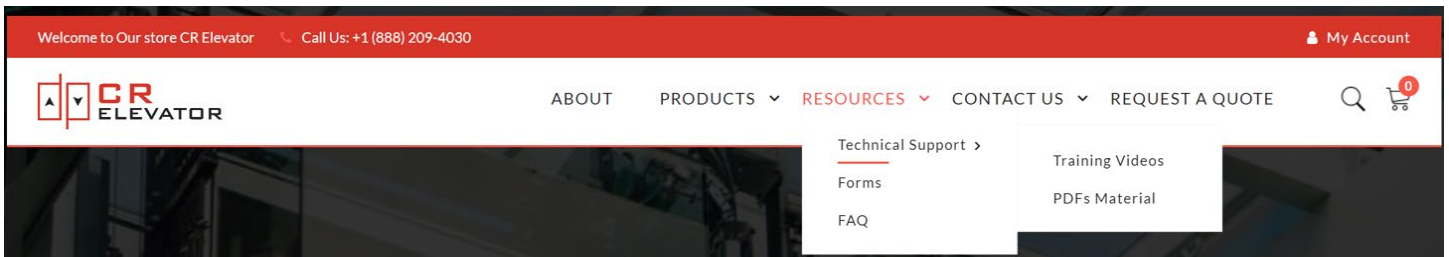 Welcome to Our store CR Elevator Call Us: +1 (888) 209-4030 My Account
CR
ELEVATOR
ABOUT PRODUCTS RESOURCES CONTACT US REQUEST A QUOTE 0
Technical Support
Forms
FAQ
Training Videos
PDFs Material